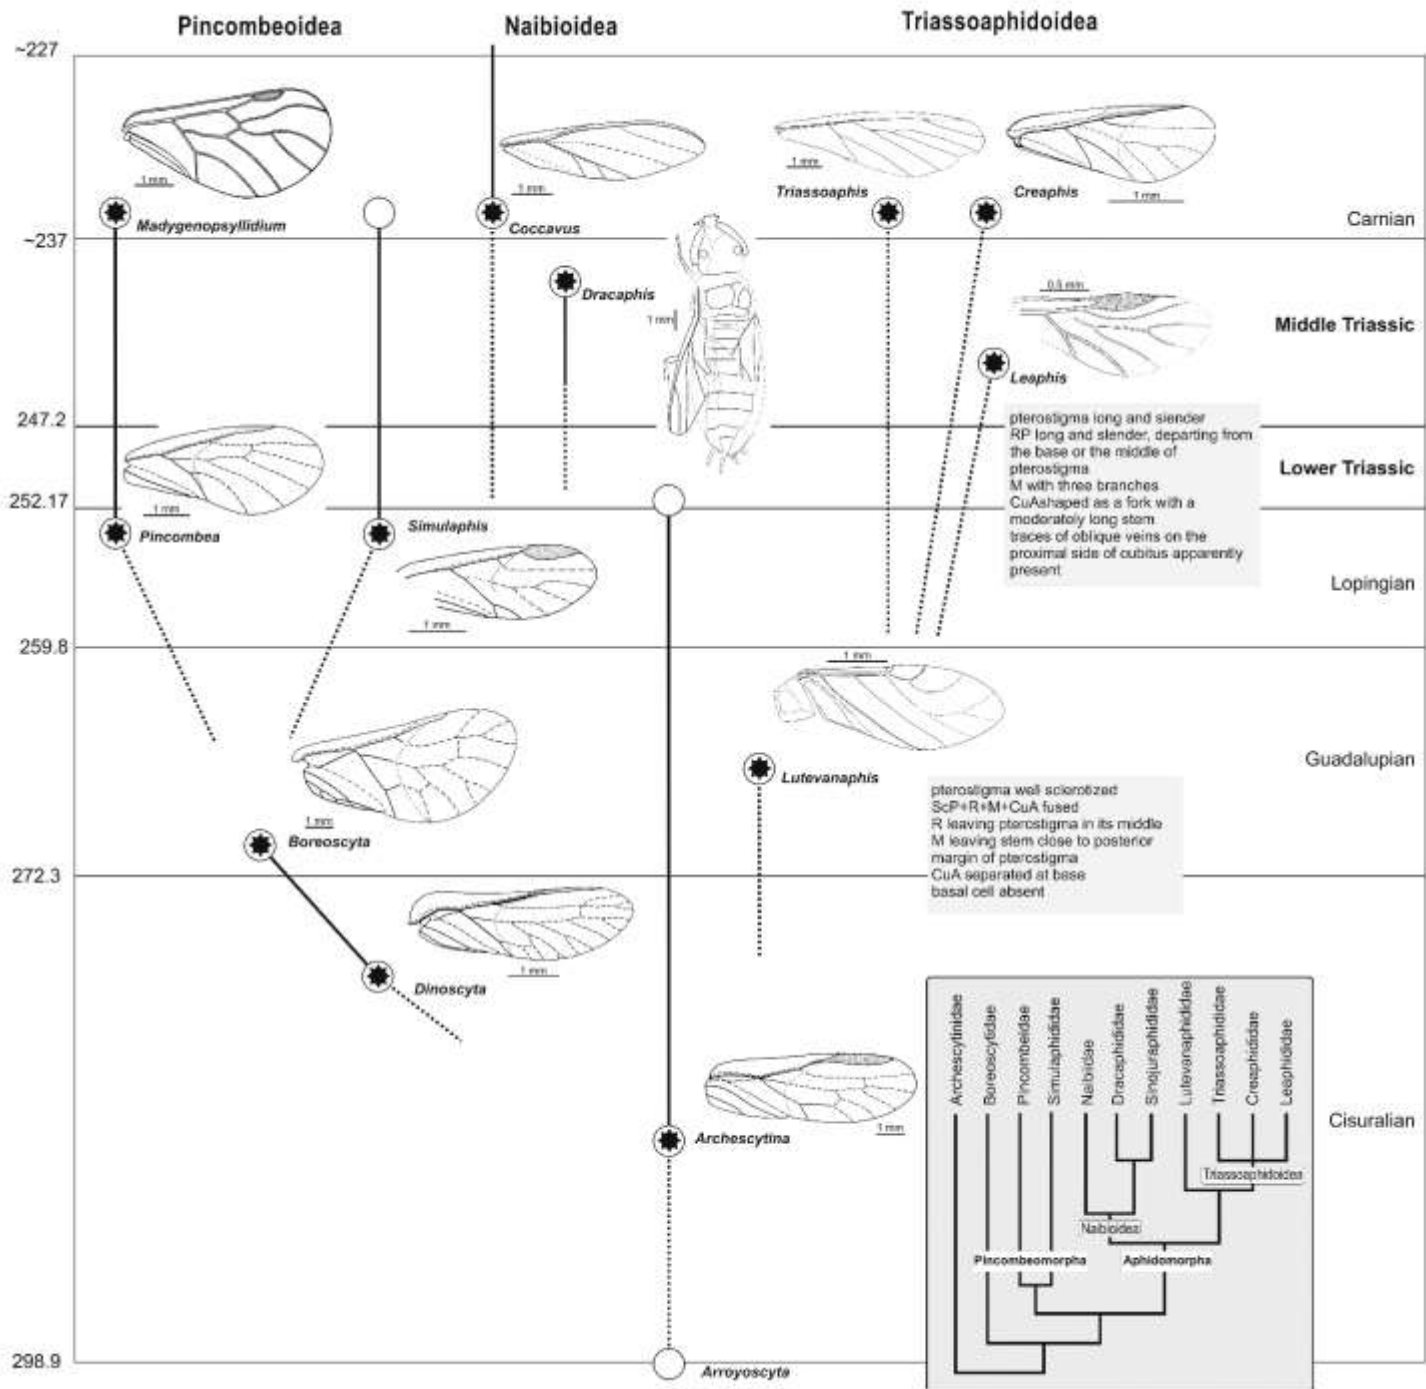 Pincombeoidea
Naibioidea
Triassoaphidoidea
~227
1 mm
1 mm
1 mm
1 mm
Madygenopsyllidium
Coccavus
Triassoaphis
Creaphis
Carnian
~237
Dracaphis
1 mm
0,5 mm
Middle Triassic
Leaphis
247.2
pterostigma long and slender
RP long and slender, departing from
the base or the middle of
pterostigma
M with three branches
CuAshaped as a fork with a
moderately long stem
traces of oblique veins on the
proximal side of cubitus apparently
present
Lower Triassic
252.17
1 mm
Pincombea
Simulaphis
1 mm
Lopingian
259.8
1 mm
Guadalupian
Lutevanaphis
1 mm
Boreoscyta
pterostigma well sclerotized
ScP+R+M+CuA fused
R leaving pterostigma in its middle
M leaving stem close to posterior
margin of pterostigma
CuA separated at base
basal cell absent
272.3
1 mm
Dinoscyta
Archescytinidae
Boreoscytidae
Pincombeidae
Simulaphididae
Naibiidae
Dracaphididae
Sinojuraphididae
Lutevanaphididae
Triassoaphididae
Creaphididae
Leaphididae
Cisuralian
1 mm
Archescytina
Triassoaphidoidea
Naibioidea
Pincombeomorpha
Aphidomorpha
298.9
Arroyoscyta